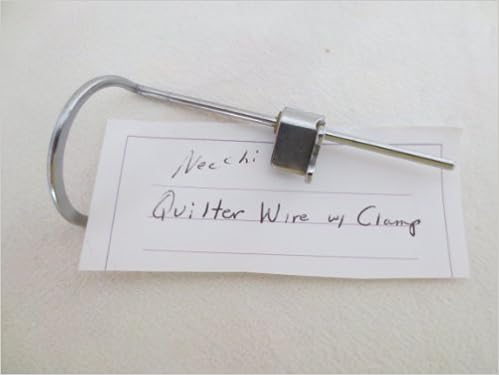 Necchi
Quilter Wire w/ Clamp